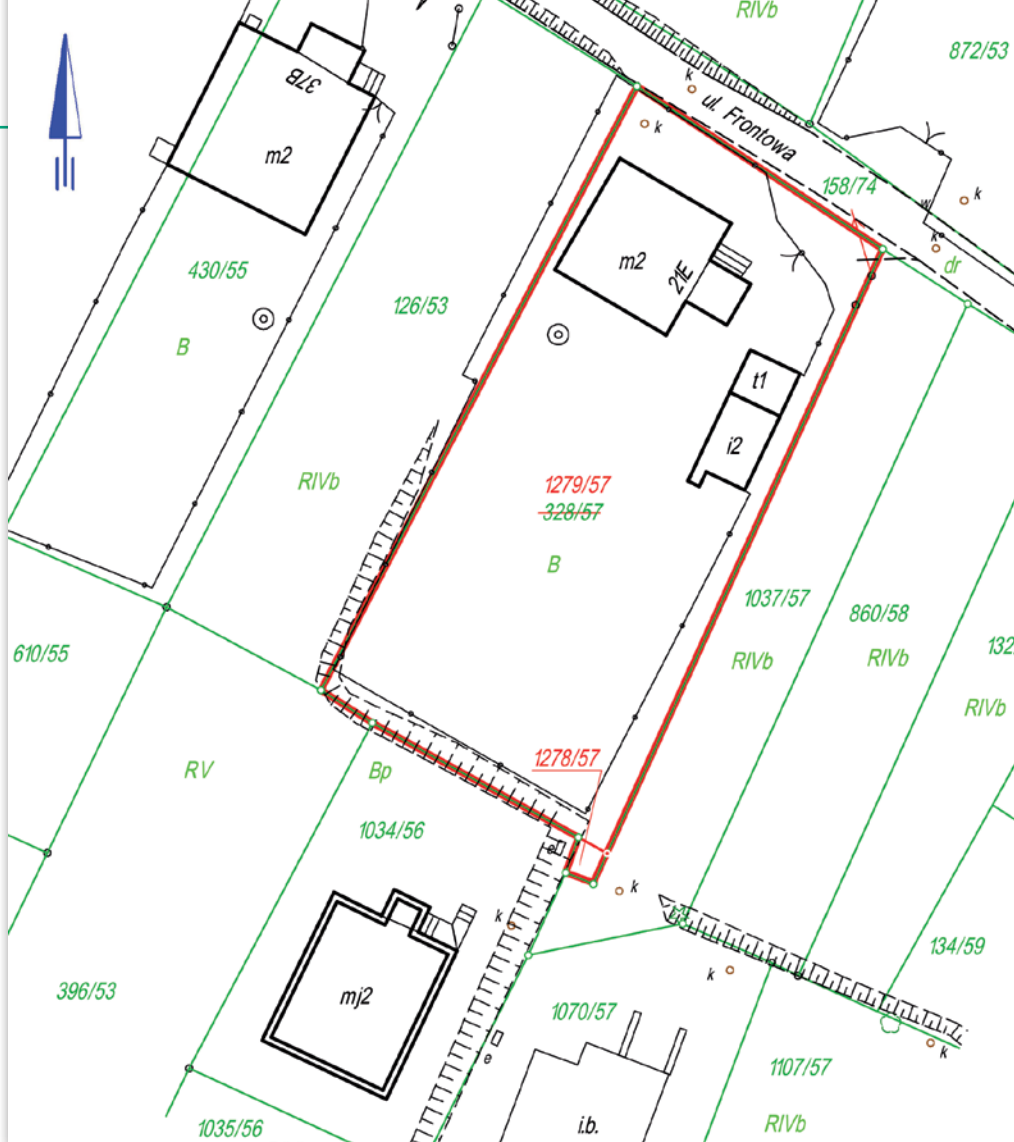 RIVb
872/53
37B
k
ul. Frontowa
k
m2
158/74
k
w
k
dr
430/55
m2
21E
126/53
B
t1
i2
RIVb
1279/57
328/57
B
1037/57
860/58
610/55
132
RIVb
RIVb
RIVb
1278/57
RV
Bp
1034/56
e
k
k
134/59
k
396/53
mj2
1070/57
k
e
1107/57
i.b.
1035/56
RIVb